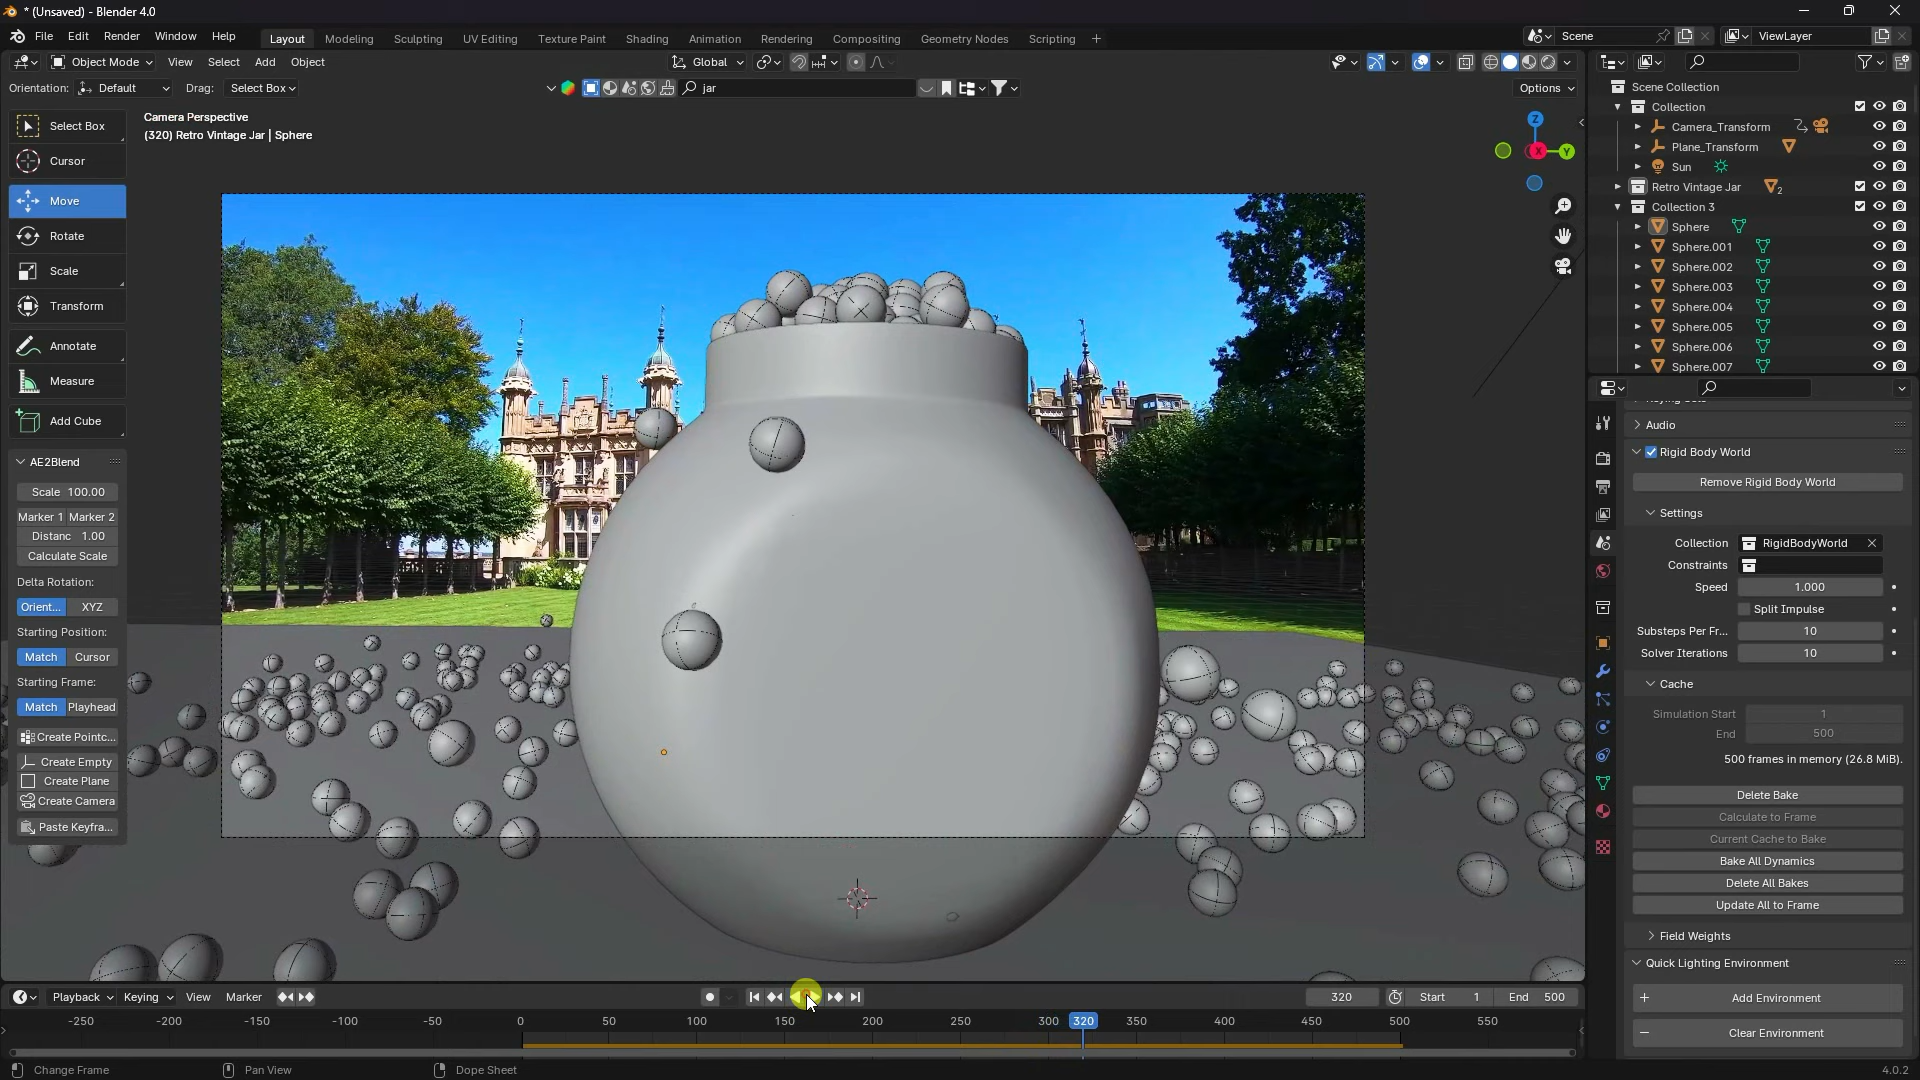 * (Unsaved) - Blender 4.0
File Edit Render Window Help Layout Modeling Sculpting UV Editing Texture Paint Shading Animation Rendering Compositing Geometry Nodes Scripting + Scene ViewLayer
Object Mode View Select Add Object Global
Orientation: Default Drag: Select Box jar Options
Camera Perspective
(320) Retro Vintage Jar | Sphere
Select Box
Cursor
Move
Rotate
Scale
Transform
Annotate
Measure
Add Cube
AE2Blend
Scale 100.00
Marker 1 Marker 2
Distanc 1.00
Calculate Scale
Delta Rotation:
Orient... XYZ
Starting Position:
Match Cursor
Starting Frame:
Match Playhead
Create Pointc...
Create Empty
Create Plane
Create Camera
Paste Keyfra...
Z
X
Y
Scene Collection
Collection
Camera_Transform
Plane_Transform
Sun
Retro Vintage Jar 2
Collection 3
Sphere
Sphere.001
Sphere.002
Sphere.003
Sphere.004
Sphere.005
Sphere.006
Sphere.007
Audio
Rigid Body World
Remove Rigid Body World
Settings
Collection RigidBodyWorld
Constraints
Speed 1.000
Split Impulse
Substeps Per Fr... 10
Solver Iterations 10
Cache
Simulation Start 1
End 500
500 frames in memory (26.8 MiB).
Delete Bake
Calculate to Frame
Current Cache to Bake
Bake All Dynamics
Delete All Bakes
Update All to Frame
Field Weights
Quick Lighting Environment
Add Environment
Clear Environment
Playback Keying View Marker 320 Start 1 End 500
-250 -200 -150 -100 -50 0 50 100 150 200 250 300 320 350 400 450 500 550
Change Frame Pan View Dope Sheet 4.0.2